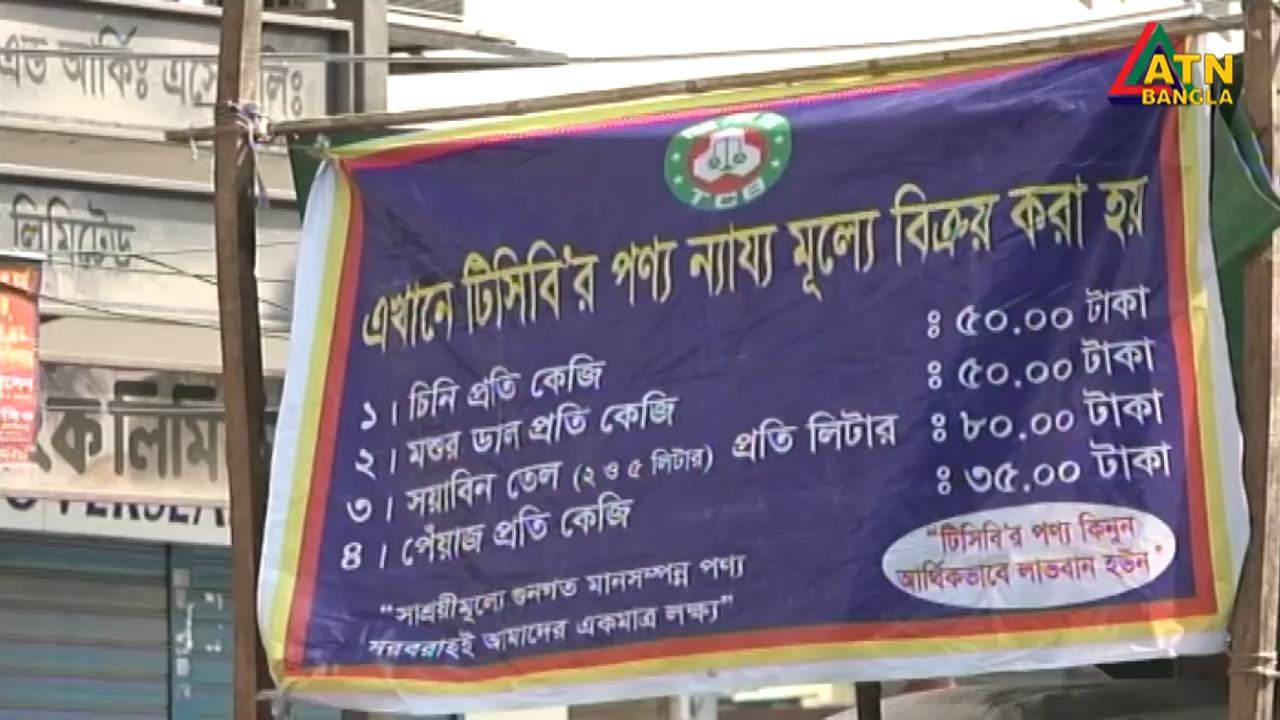 ATN
BANGLA
এন্ড আর্কিঃ
লিমিটেড
TCB
এখানে টিসিবি'র পণ্য ন্যায্য মূল্যে বিক্রয় করা হয়
১। চিনি প্রতি কেজি ঃ ৫০.০০ টাকা
২। মশুর ডাল প্রতি কেজি ঃ ৫০.০০ টাকা
৩। সয়াবিন তেল (২ ও ৫ লিটার) প্রতি লিটার ঃ ৮০.০০ টাকা
৪। পেঁয়াজ প্রতি কেজি ঃ ৩৫.০০ টাকা
"সাশ্রয়ীমূল্যে গুনগত মানসম্পন্ন পণ্য
সরবরাহই আমাদের একমাত্র লক্ষ্য"
"টিসিবি'র পণ্য কিনুন
আর্থিকভাবে লাভবান হউন"